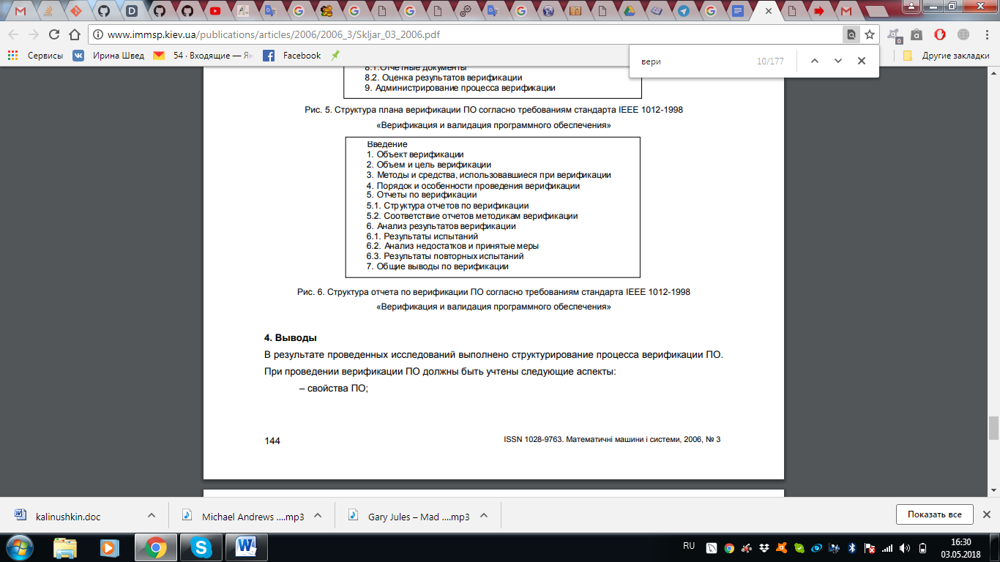 www.immsp.kiev.ua/publications/articles/2006/2006_3/Skljar_03_2006.pdf
Сервисы
Ирина Швед
54 · Входящие — Ян
Facebook
Другие закладки
вери
10/177
0
8.1.Отчетные документы
8.2. Оценка результатов верификации
9. Администрирование процесса верификации
Рис. 5. Структура плана верификации ПО согласно требованиям стандарта IEEE 1012-1998
«Верификация и валидация программного обеспечения»
Введение
1. Объект верификации
2. Объем и цель верификации
3. Методы и средства, использовавшиеся при верификации
4. Порядок и особенности проведения верификации
5. Отчеты по верификации
5.1. Структура отчетов по верификации
5.2. Соответствие отчетов методикам верификации
6. Анализ результатов верификации
6.1. Результаты испытаний
6.2. Анализ недостатков и принятые меры
6.3. Результаты повторных испытаний
7. Общие выводы по верификации
Рис. 6. Структура отчета по верификации ПО согласно требованиям стандарта IEEE 1012-1998
«Верификация и валидация программного обеспечения»
4. Выводы
В результате проведенных исследований выполнено структурирование процесса верификации ПО.
При проведении верификации ПО должны быть учтены следующие аспекты:
– свойства ПО;
144
ISSN 1028-9763. Математичні машини і системи, 2006, № 3
kalinushkin.doc
Michael Andrews ....mp3
Gary Jules – Mad ....mp3
Показать все
RU
16:30
03.05.2018